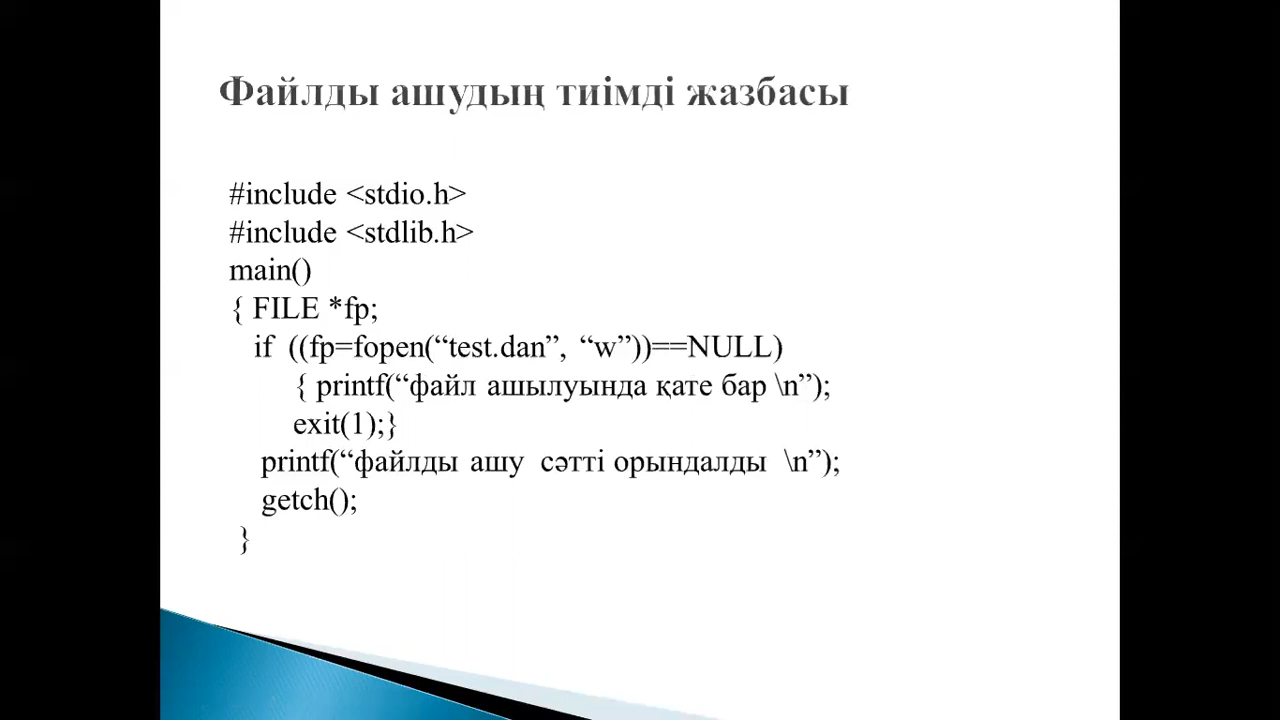 Файлды ашудың тиімді жазбасы
#include <stdio.h>
#include <stdlib.h>
main()
{ FILE *fp;
if ((fp=fopen(“test.dan”, “w”))==NULL)
{ printf(“файл ашылуында қате бар \n”);
exit(1);}
printf(“файлды ашу сәтті орындалды \n”);
getch();
}